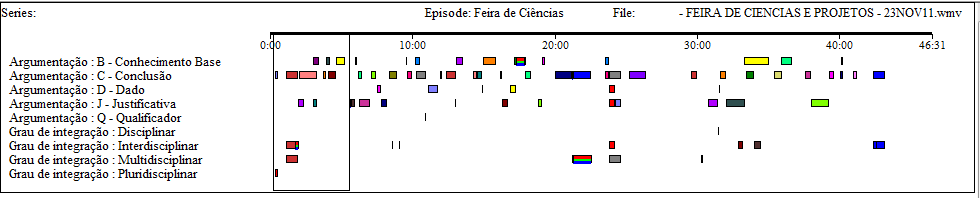 Series: Episode: Feira de Ciências File: - FEIRA DE CIENCIAS E PROJETOS - 23NOV11.wmv
0:00 10:00 20:00 30:00 40:00 46:31
Argumentação : B - Conhecimento Base
Argumentação : C - Conclusão
Argumentação : D - Dado
Argumentação : J - Justificativa
Argumentação : Q - Qualificador
Grau de integração : Disciplinar
Grau de integração : Interdisciplinar
Grau de integração : Multidisciplinar
Grau de integração : Pluridisciplinar